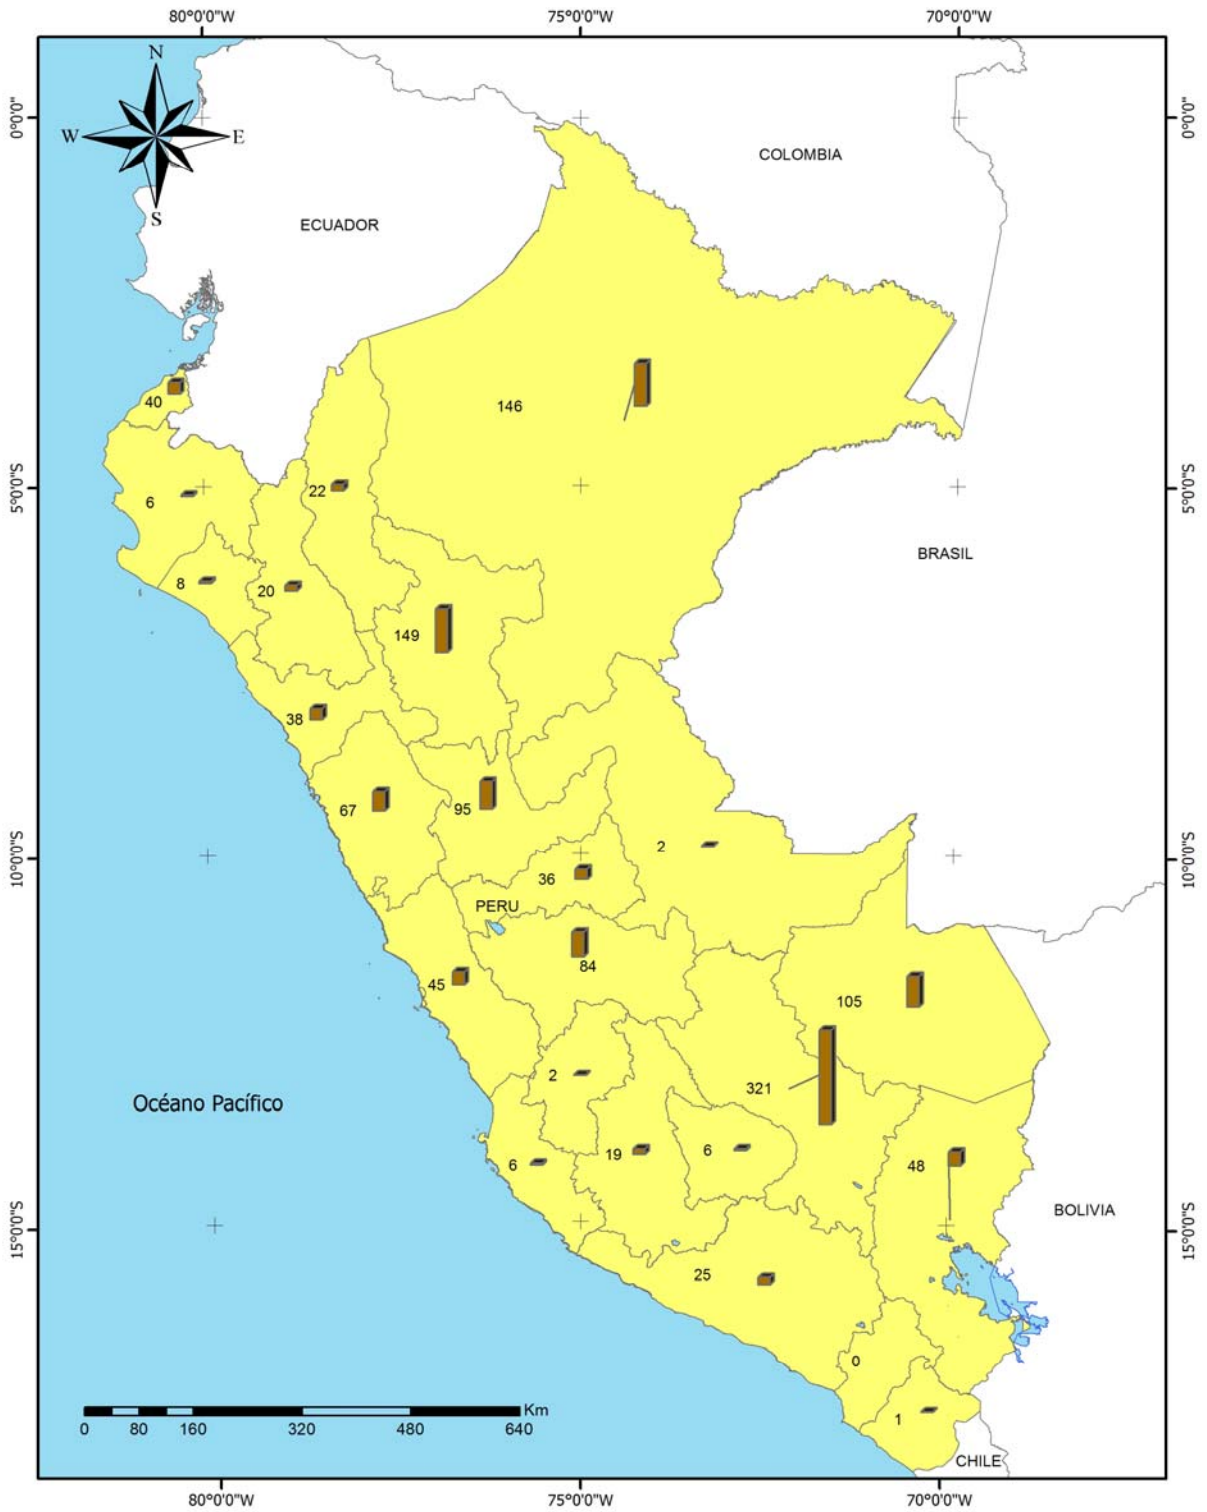 80°0'0"W 75°0'0"W 70°0'0"W
N
0°0'0" W E 0°0'0"
COLOMBIA
S
ECUADOR
40 146
5°0'0"S 6 22 5°0'0"S
BRASIL
8 20
149
38
67 95
10°0'0"S 2 10°0'0"S
36
PERU
84
45 105
2 321
Océano Pacífico
6 19 6 48
15°0'0"S BOLIVIA 15°0'0"S
25
0
Km
1
0 80 160 320 480 640
CHILE
80°0'0"W 75°0'0"W 70°0'0"W